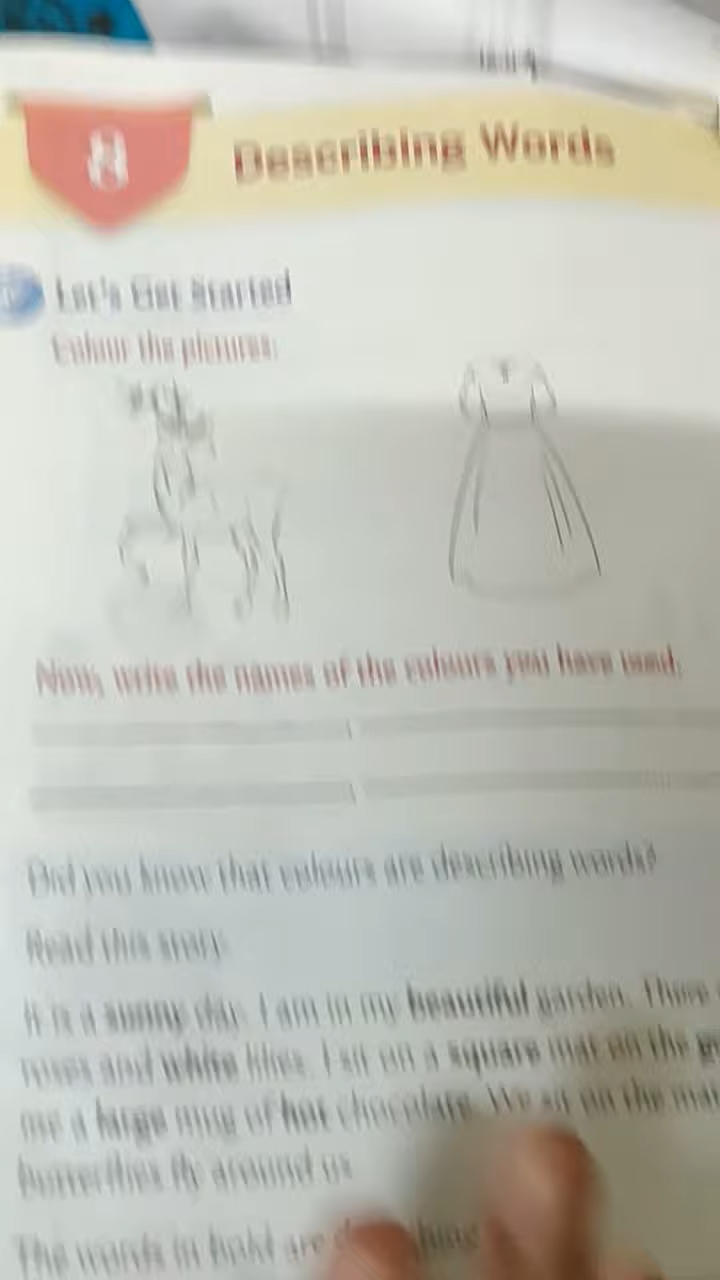 8
Describing Words
Let's Get Started
Colour the pictures.
Now, write the names of the colours you have used.
Did you know that colours are describing words?
Read this story.
It is a sunny day. I am in my beautiful garden. There
roses and white lilies. I sit on a square mat on the
me a large mug of hot chocolate. We sit on the mat
butterflies fly around us
The words in bold are